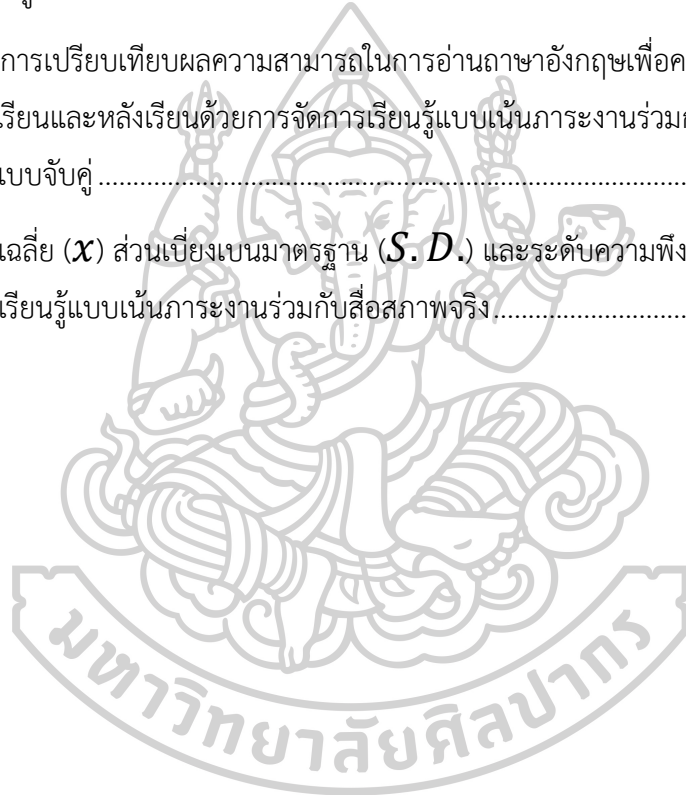 การเปรียบเทียบผลความสามารถในการอ่านภาษาอังกฤษเพื่อค
เรียนและหลังเรียนด้วยการจัดการเรียนรู้แบบเน้นภาระงานร่วมก
แบบจับคู่.......................................................................................
เฉลี่ย (x) ส่วนเบี่ยงเบนมาตรฐาน (S.D.) และระดับความพึง
เรียนรู้แบบเน้นภาระงานร่วมกับสื่อสภาพจริง............................
มหาวิทยาลัยศิลปากร